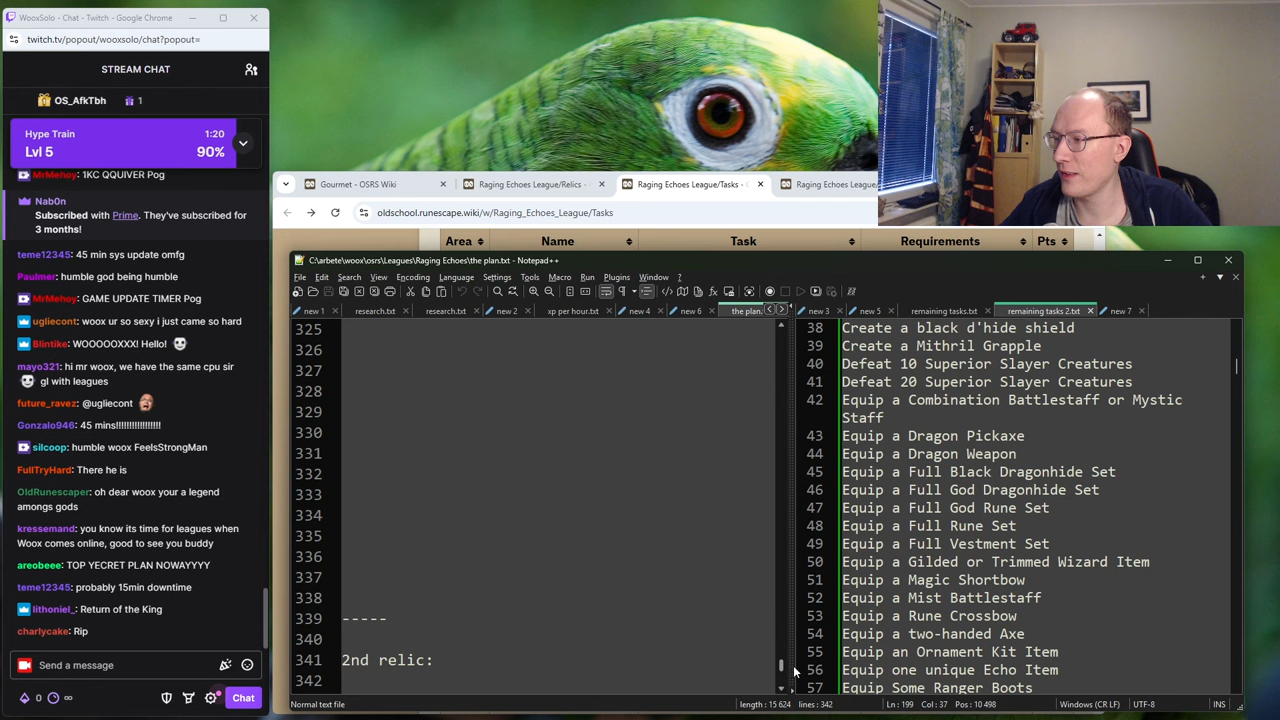 WooxSolo - Chat - Twitch - Google Chrome
twitch.tv/popout/wooxsolo/chat?popout=
STREAM CHAT
OS_AfkTbh 1
Hype Train 1:20
Lvl 5 90%
MrMehoy: 1KC QQUIVER Pog
Nab0n
Subscribed with Prime. They've subscribed for
3 months!
teme12345: 45 min sys update omfg
Paulmer: humble god being humble
MrMehoy: GAME UPDATE TIMER Pog
ugliecont: woox ur so sexy i just came so hard
Blintike: WOOOOOXXX! Hello!
mayo321: hi mr woox, we have the same cpu sir
gl with leagues
future_ravez: @ugliecont
Gonzalo946: 45 mins!!!!!!!!!!!!!!!!!
silcoop: humble woox FeelsStrongMan
FullTryHard: There he is
OldRunescaper: oh dear woox your a legend
amongs gods
kressemand: you know its time for leagues when
Woox comes online, good to see you buddy
areobeee: TOP YECRET PLAN NOWAYYYY
teme12345: probably 15min downtime
lithoniel_: Return of the King
charlycake: Rip
Send a message
0 ∞ Chat
Gourmet - OSRS Wiki
Raging Echoes League/Relics -
Raging Echoes League/Tasks -
Raging Echoes League/
oldschool.runescape.wiki/w/Raging_Echoes_League/Tasks
Area Name Task Requirements Pts
C:\arbete\woox\osrs\Leagues\Raging Echoes\the plan.txt - Notepad++
File Edit Search View Encoding Language Settings Tools Macro Run Plugins Window ?
new 1 research.txt research.txt new 2 xp per hour.txt new 4 new 6 the plan.
new 3 new 5 remaining tasks.txt remaining tasks 2.txt new 7
325
326
327
328
329
330
331
332
333
334
335
336
337
338
339 -----
340
341 2nd relic:
342
38 Create a black d'hide shield
39 Create a Mithril Grapple
40 Defeat 10 Superior Slayer Creatures
41 Defeat 20 Superior Slayer Creatures
42 Equip a Combination Battlestaff or Mystic
Staff
43 Equip a Dragon Pickaxe
44 Equip a Dragon Weapon
45 Equip a Full Black Dragonhide Set
46 Equip a Full God Dragonhide Set
47 Equip a Full God Rune Set
48 Equip a Full Rune Set
49 Equip a Full Vestment Set
50 Equip a Gilded or Trimmed Wizard Item
51 Equip a Magic Shortbow
52 Equip a Mist Battlestaff
53 Equip a Rune Crossbow
54 Equip a two-handed Axe
55 Equip an Ornament Kit Item
56 Equip one unique Echo Item
57 Equip Some Ranger Boots
Normal text file length : 15 624 lines : 342 Ln : 199 Col : 37 Pos : 10 498 Windows (CR LF) UTF-8 INS